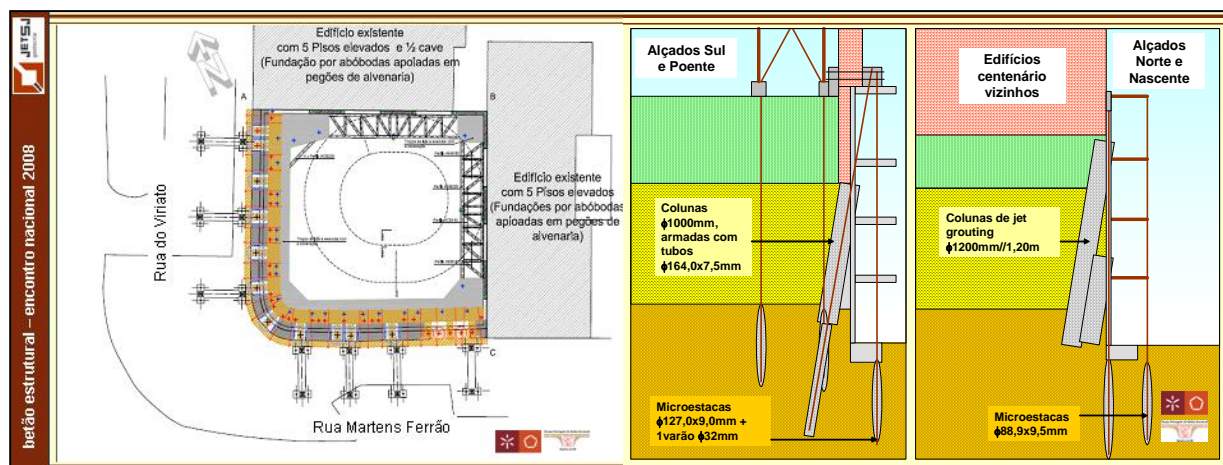 JETSJ
geotecnia
betão estrutural – encontro nacional 2008
Edifício existente
com 5 Pisos elevados e ½ cave
(Fundação por abóbodas apoiadas em
pegões de alvenaria)
A
B
Edifício existente
com 5 Pisos elevados
(Fundações por abóbodas
apioadas em pegões de
alvenaria)
Rua do Viriato
C
Rua Martens Ferrão
Alçados Sul
e Poente
Colunas
ϕ1000mm,
armadas com
tubos
ϕ164,0x7,5mm
Microestacas
ϕ127,0x9,0mm +
1varão ϕ32mm
Edifícios
centenário
vizinhos
Alçados
Norte e
Nascente
Colunas de jet
grouting
ϕ1200mm//1,20m
Microestacas
ϕ88,9x9,5mm